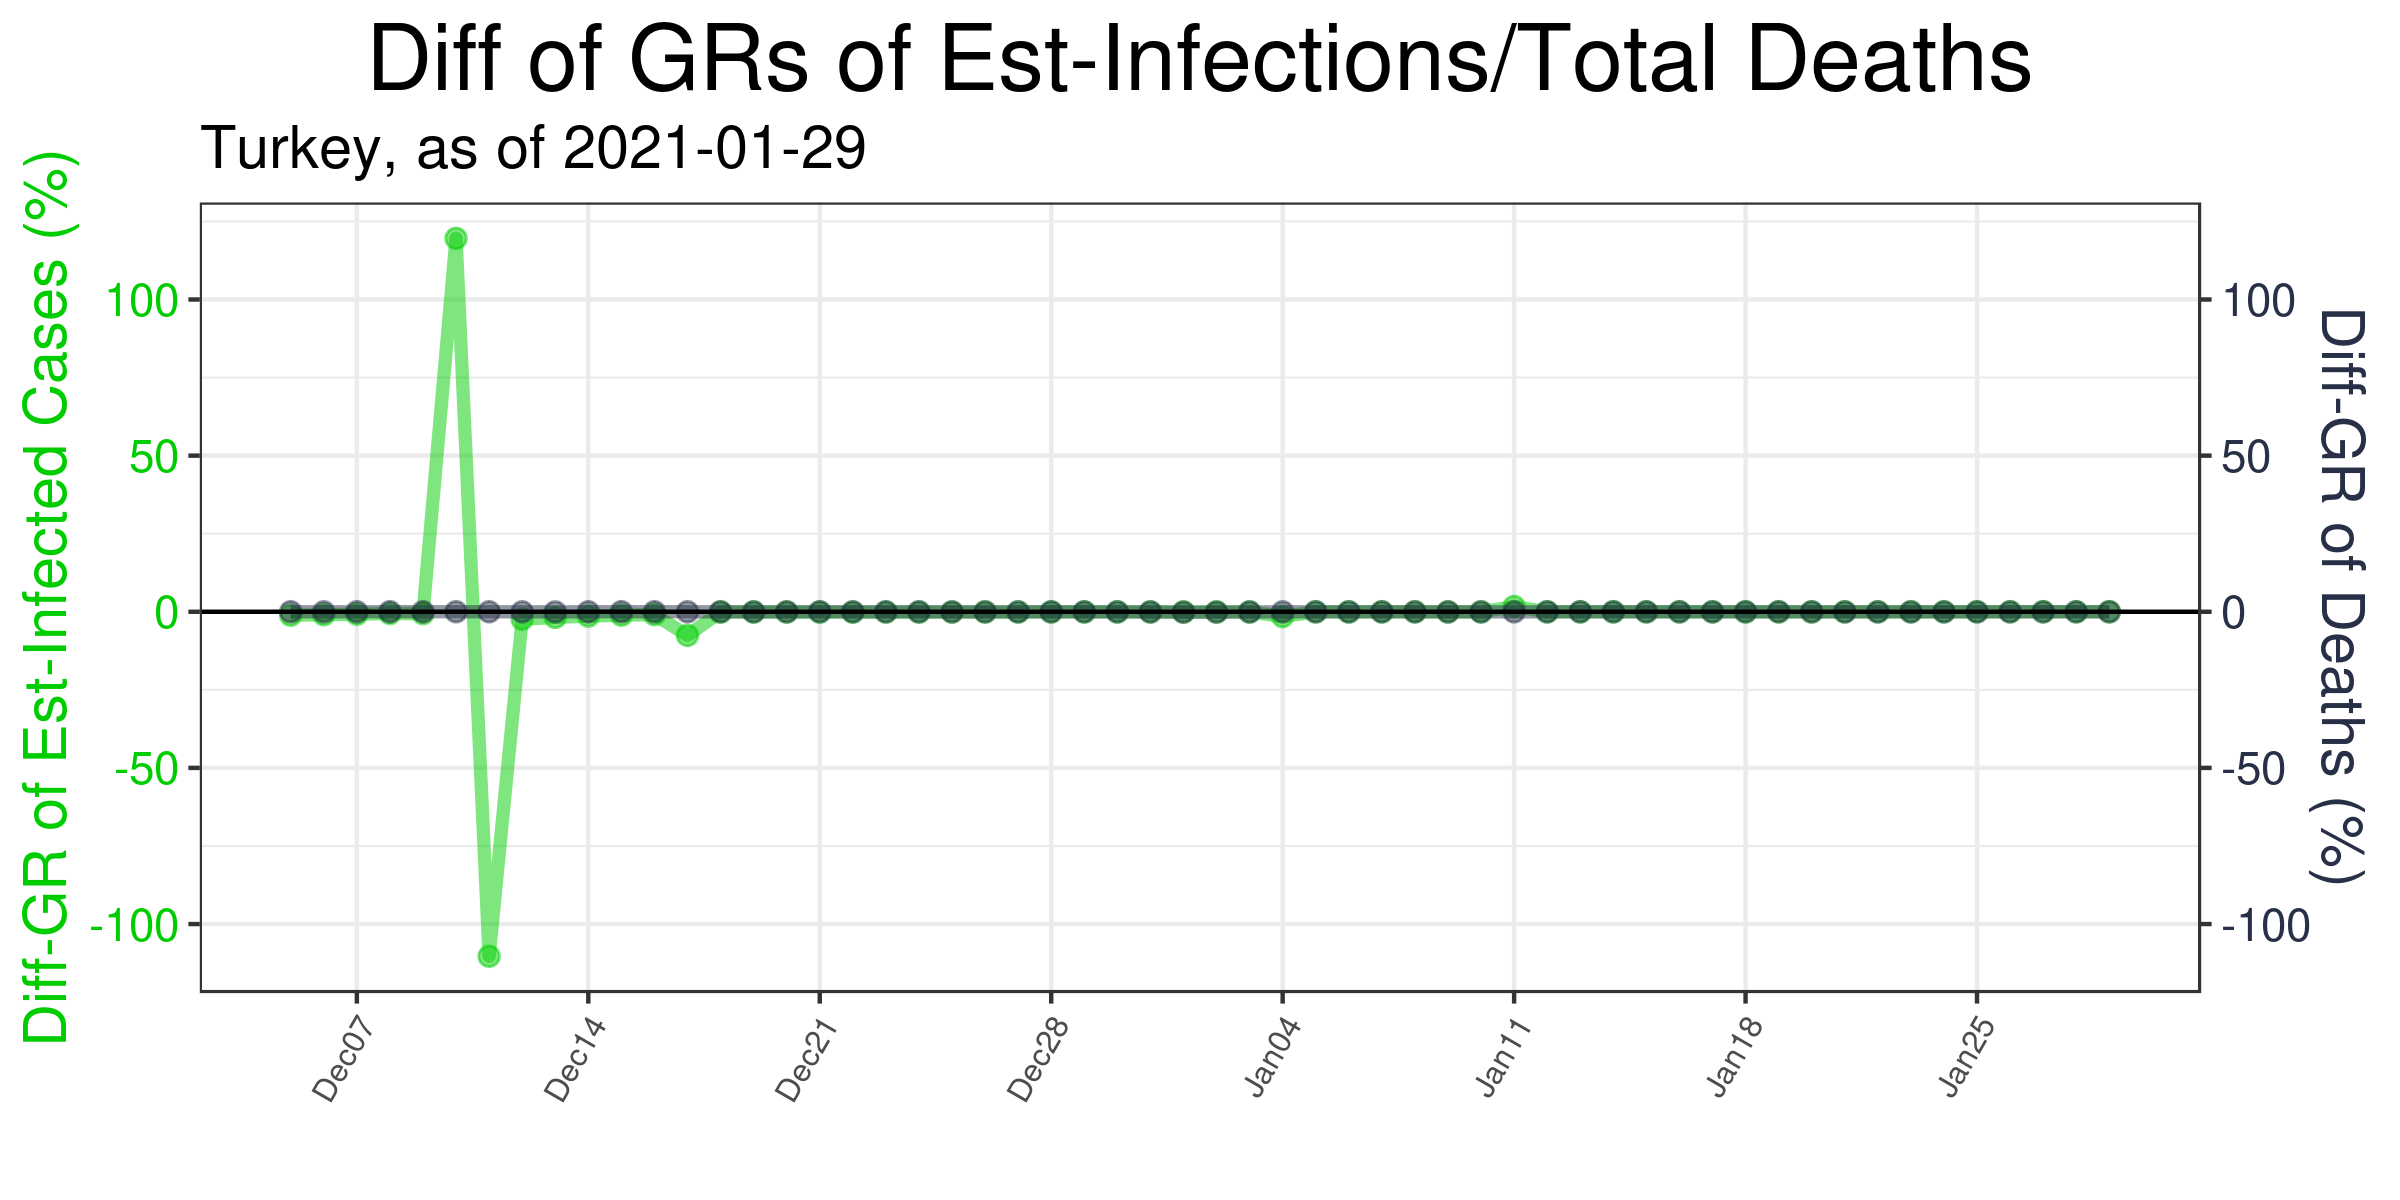 Diff of GRs of Est-Infections/Total Deaths
Turkey, as of 2021-01-29
Diff-GR of Est-Infected Cases (%)
100
50
0
-50
-100
100
50
0
-50
-100
Diff-GR of Deaths (%)
Dec07
Dec14
Dec21
Dec28
Jan04
Jan11
Jan18
Jan25